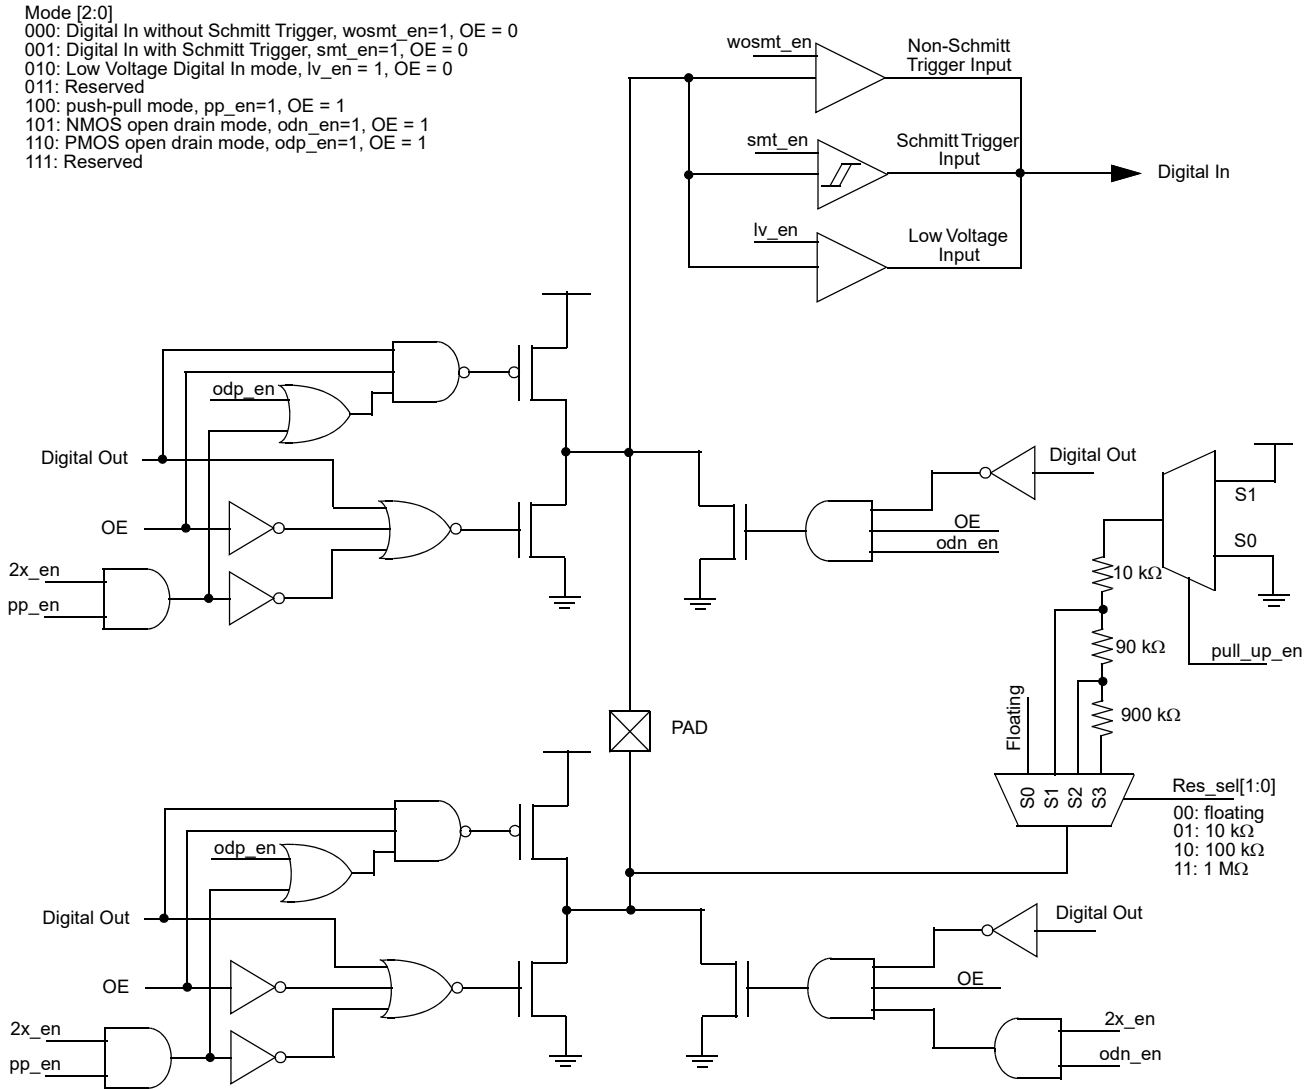 Mode [2:0]
000: Digital In without Schmitt Trigger, wosmt_en=1, OE = 0
001: Digital In with Schmitt Trigger, smt_en=1, OE = 0
010: Low Voltage Digital In mode, lv_en = 1, OE = 0
011: Reserved
100: push-pull mode, pp_en=1, OE = 1
101: NMOS open drain mode, odn_en=1, OE = 1
110: PMOS open drain mode, odp_en=1, OE = 1
111: Reserved
wosmt_en
Non-Schmitt
Trigger Input
smt_en
Schmitt Trigger
Input
Digital In
lv_en
Low Voltage
Input
odp_en
Digital Out
OE
2x_en
pp_en
Digital Out
OE
odn_en
S1
S0
10 kΩ
90 kΩ
pull_up_en
900 kΩ
Floating
PAD
S0
S1
S2
S3
Res_sel[1:0]
00: floating
01: 10 kΩ
10: 100 kΩ
11: 1 MΩ
odp_en
Digital Out
OE
2x_en
pp_en
Digital Out
OE
2x_en
odn_en